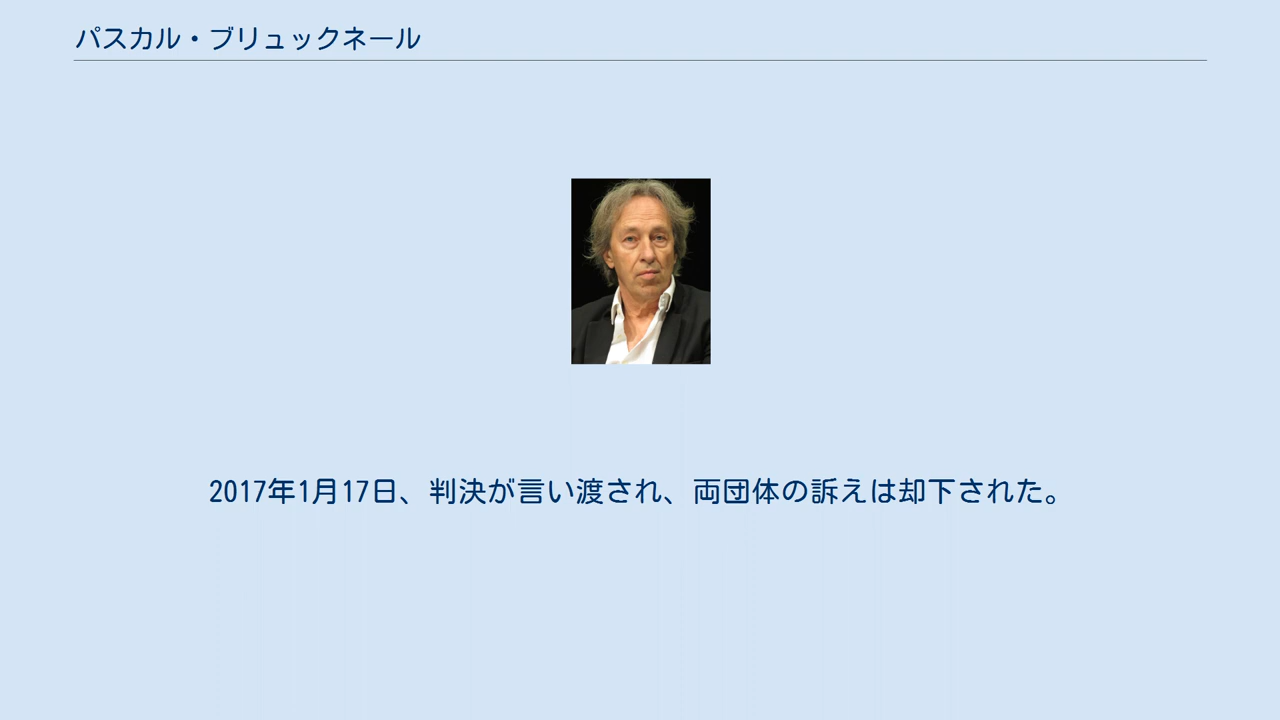 パスカル・ブリュックネール
2017年1月17日、判決が言い渡され、両団体の訴えは却下された。